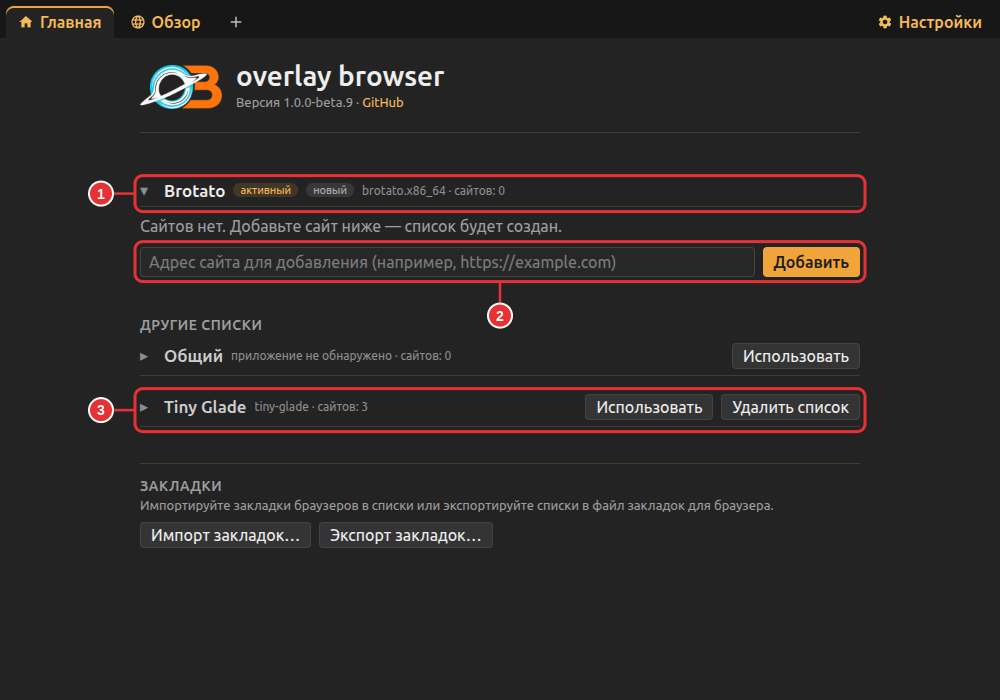 Главная Обзор + Настройки
overlay browser
Версия 1.0.0-beta.9 · GitHub
1 ▼ Brotato активный новый brotato.x86_64 · сайтов: 0
Сайтов нет. Добавьте сайт ниже — список будет создан.
Адрес сайта для добавления (например, https://example.com) Добавить
2
ДРУГИЕ СПИСКИ
▶ Общий приложение не обнаружено · сайтов: 0 Использовать
3 ▶ Tiny Glade tiny-glade · сайтов: 3 Использовать Удалить список
ЗАКЛАДКИ
Импортируйте закладки браузеров в списки или экспортируйте списки в файл закладок для браузера.
Импорт закладок... Экспорт закладок...